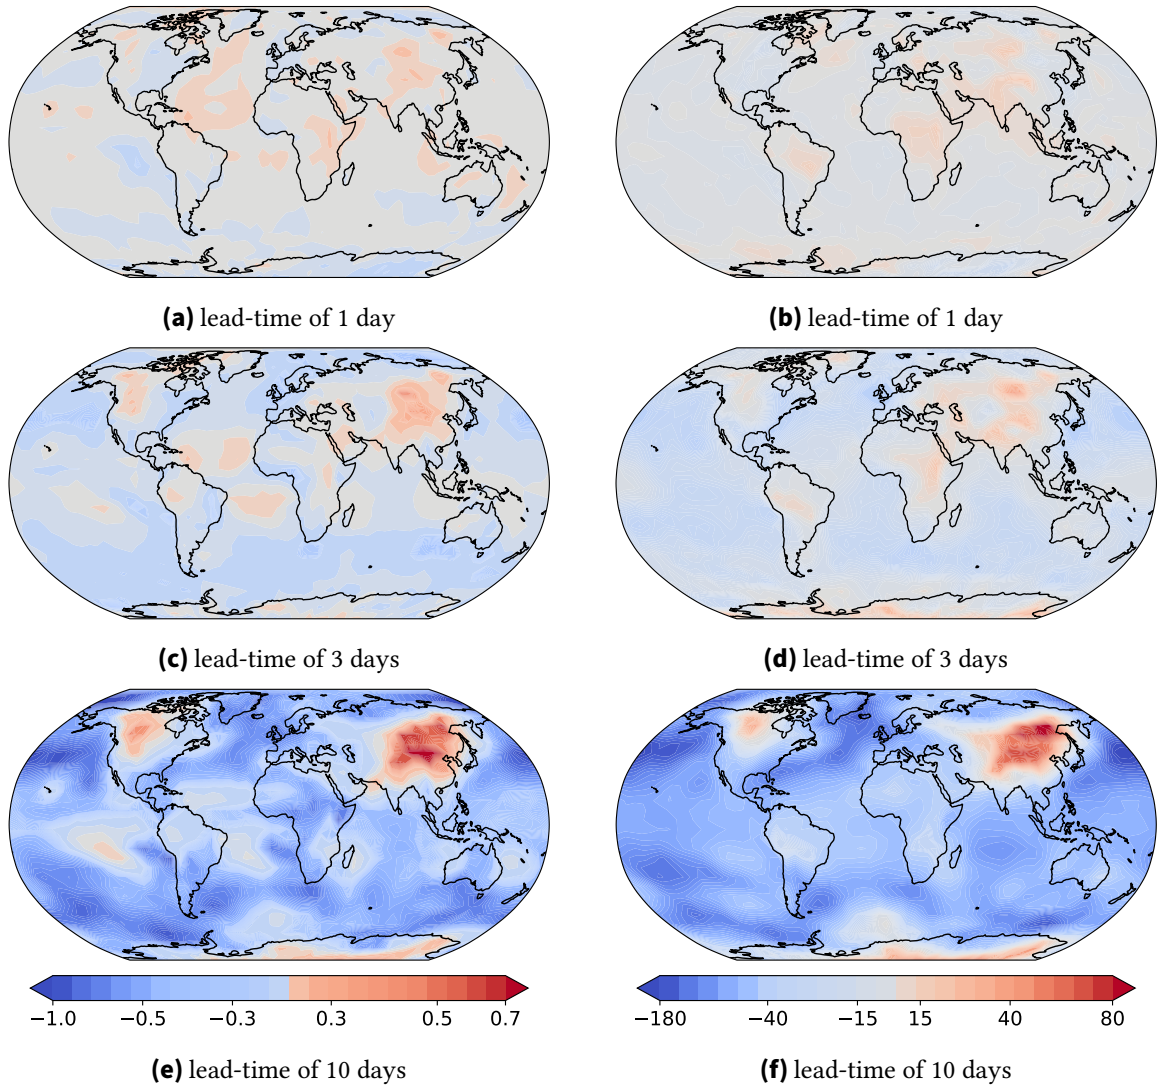 (a) lead-time of 1 day
(b) lead-time of 1 day
(c) lead-time of 3 days
(d) lead-time of 3 days
−1.0 −0.5 −0.3 0.3 0.5 0.7
−180 −40 −15 15 40 80
(e) lead-time of 10 days
(f) lead-time of 10 days